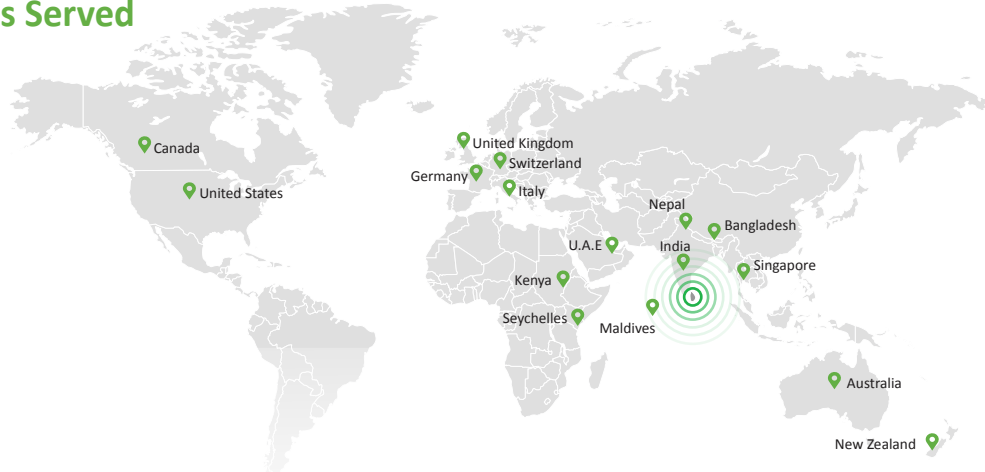 s Served
Canada
United States
United Kingdom
Switzerland
Germany
Italy
Nepal
Bangladesh
U.A.E
India
Singapore
Kenya
Seychelles
Maldives
Australia
New Zealand